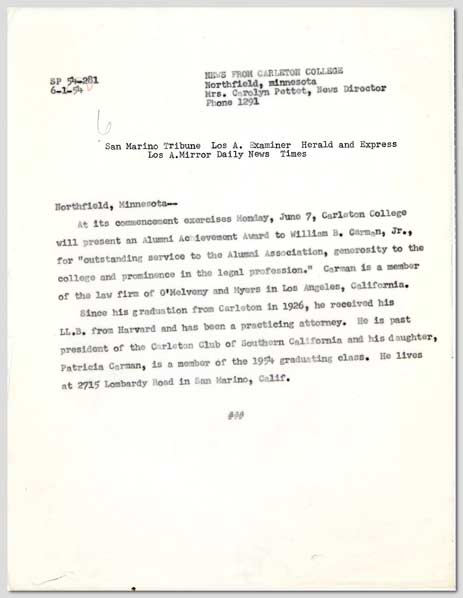 NEWS FROM CARLETON COLLEGE
SP 54-281
Northfield, minnesota
6-1-54
Mrs. Carolyn Pettet, News Director
Phone 1291
6
San Marino Tribune Los A. Examiner Herald and Express
Los A.Mirror Daily News Times
Northfield, Minnesota--
At its commencement exercises Monday, June 7, Carleton College
will present an Alumni Achievement Award to William B. Carman, Jr.,
for "outstanding service to the Alumni Association, generosity to the
college and prominence in the legal profession." Carman is a member
of the law firm of O'Melveny and Myers in Los Angeles, California.
Since his graduation from Carleton in 1926, he received his
LL.B. from Harvard and has been a practicing attorney. He is past
president of the Carleton Club of Southern California and his daughter,
Patricia Carman, is a member of the 1954 graduating class. He lives
at 2715 Lombardy Road in San Marino, Calif.
###